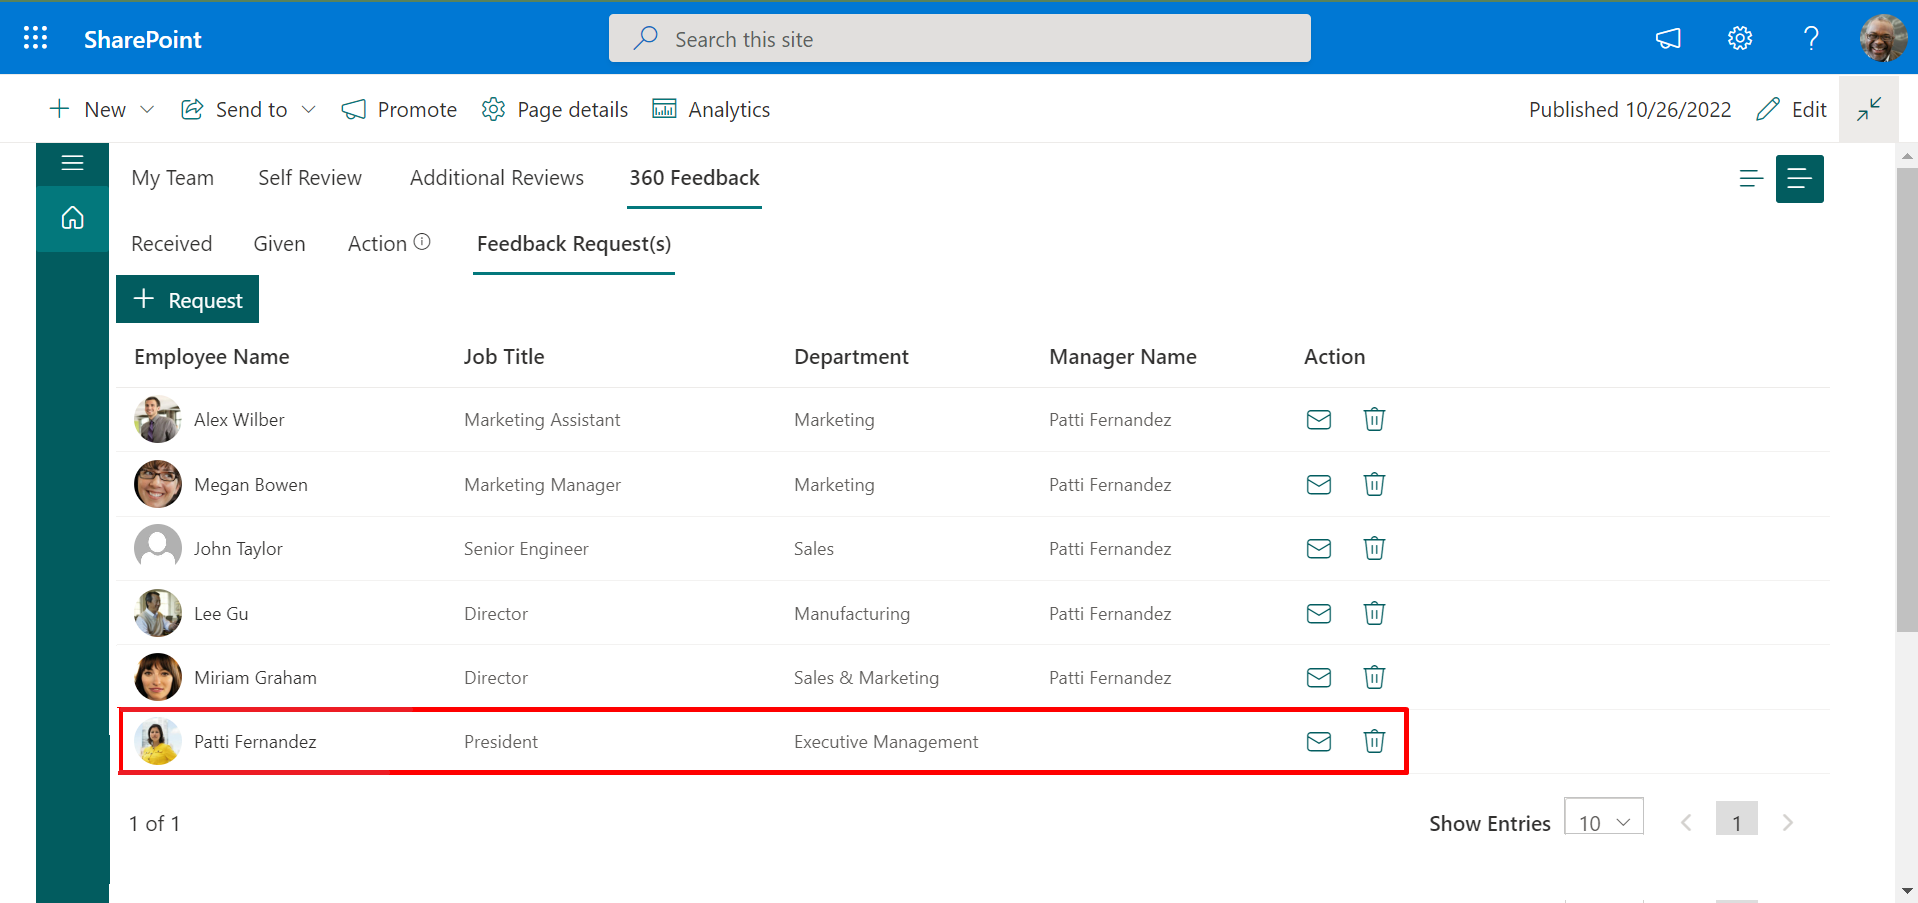 SharePoint
Search this site
?
New
Send to
Promote
Page details
Analytics
Published 10/26/2022
Edit
My Team
Self Review
Additional Reviews
360 Feedback
Received
Given
Action
Feedback Request(s)
+ Request
Employee Name Job Title Department Manager Name Action
Alex Wilber Marketing Assistant Marketing Patti Fernandez
Megan Bowen Marketing Manager Marketing Patti Fernandez
John Taylor Senior Engineer Sales Patti Fernandez
Lee Gu Director Manufacturing Patti Fernandez
Miriam Graham Director Sales & Marketing Patti Fernandez
Patti Fernandez President Executive Management
1 of 1
Show Entries 10 1